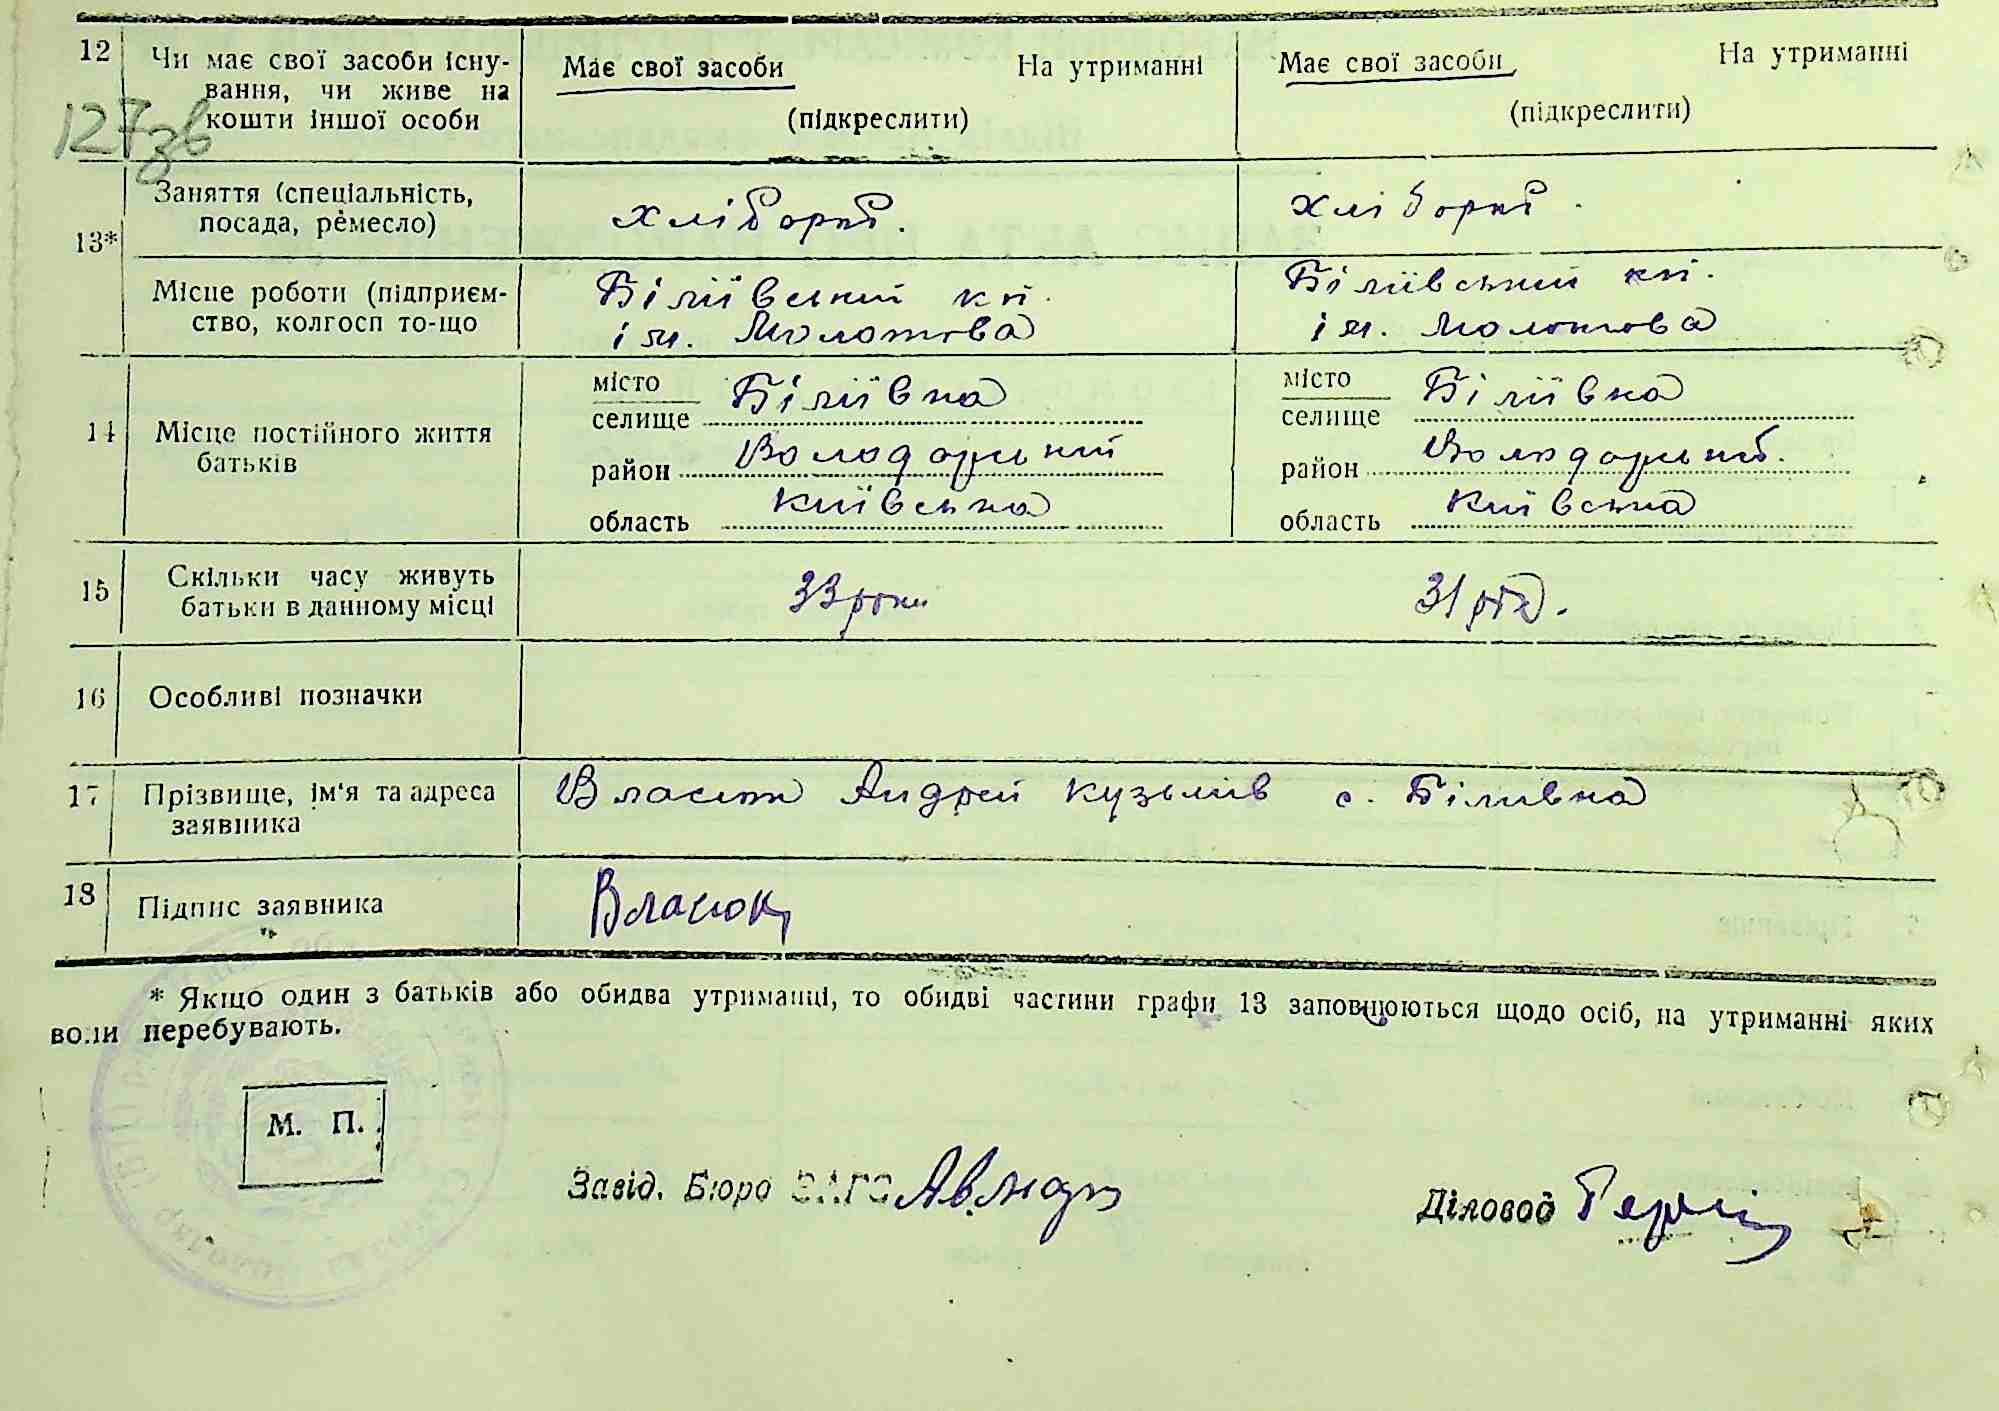 12 Чи має свої засоби існу- Має свої засоби На утриманні Має свої засоби На утриманні
вання, чи живе на
кошти іншої особи (підкреслити) (підкреслити)
127зв
13* Заняття (спеціальність, хлібороб. хлібороб.
посада, ремесло)
Місце роботи (підприєм- Біліївський кп. Біліївський кп.
ство, колгосп то-що ім. Молотова ім. Молотова
14 Місце постійного життя місто Біліївка місто Біліївка
батьків селище селище
район Володарський район Володарський
область Київська область Київська
15 Скільки часу живуть 33 роки 31 рік.
батьки в данному місці
16 Особливі позначки
17 Прізвище, ім'я та адреса Власюк Андрей Кузьмів с. Біліївка
заявника
18 Підпис заявника Власюк
* Якщо один з батьків або обидва утриманці, то обидві частини графи 13 заповнюються щодо осіб, на утриманні яких
вони перебувають.
М. П.
Завід. Бюро ЗАГС Діловод